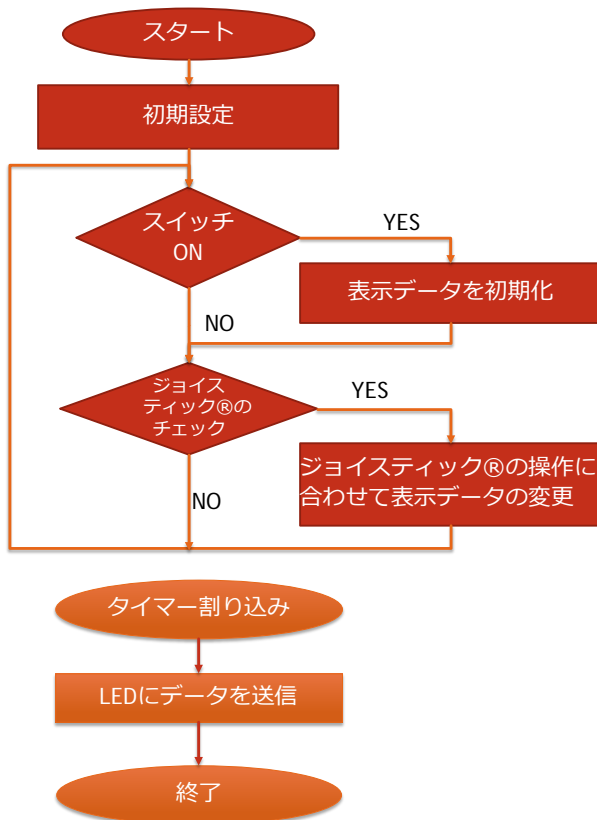 スタート
初期設定
スイッチ
ON
YES
表示データを初期化
NO
ジョイス
ティック®の
チェック
YES
ジョイスティック®の操作に
合わせて表示データの変更
NO
タイマー割り込み
LEDにデータを送信
終了